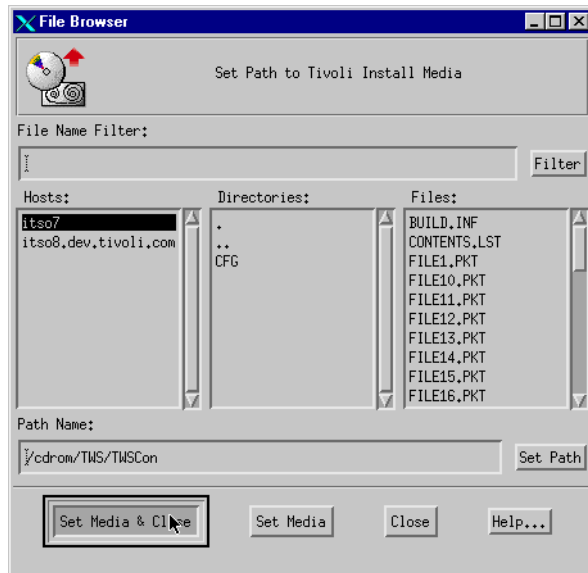 File Browser
Set Path to Tivoli Install Media
File Name Filter:
Filter
Hosts:
itso7
itso8.dev.tivoli.com
Directories:
.
..
CFG
Files:
BUILD.INF
CONTENTS.LST
FILE1.PKT
FILE10.PKT
FILE11.PKT
FILE12.PKT
FILE13.PKT
FILE14.PKT
FILE15.PKT
FILE16.PKT
Path Name:
/cdrom/TWS/TWSCon
Set Path
Set Media & Close
Set Media
Close
Help...